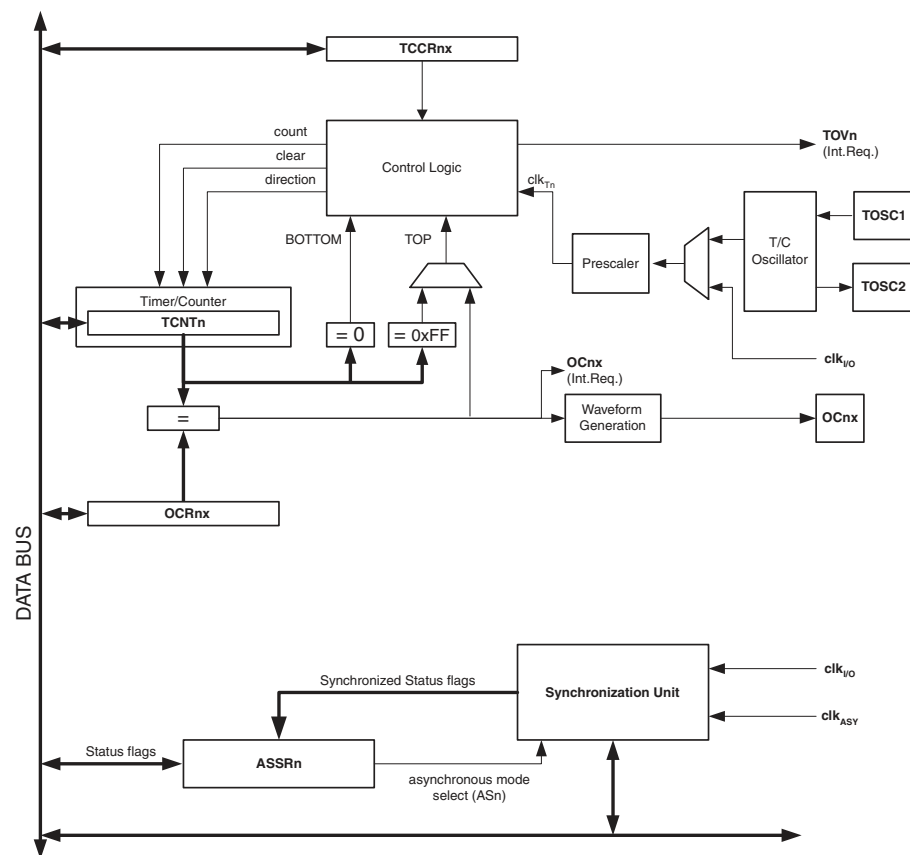 TCCRnx
count
clear
direction
Control Logic
TOVn
(Int.Req.)
clkTn
BOTTOM
TOP
TOSC1
T/C
Oscillator
Prescaler
TOSC2
Timer/Counter
TCNTn
= 0
= 0xFF
clkI/O
OCnx
(Int.Req.)
=
Waveform
Generation
OCnx
OCRnx
DATA BUS
Synchronized Status flags
Synchronization Unit
clkI/O
clkASY
Status flags
ASSRn
asynchronous mode
select (ASn)